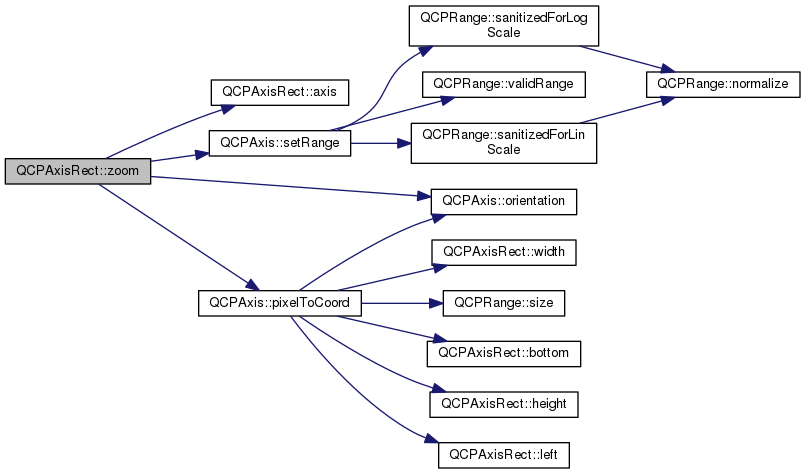 QCPRange::sanitizedForLog
Scale
QCPAxisRect::axis
QCPRange::validRange
QCPRange::normalize
QCPAxis::setRange
QCPRange::sanitizedForLin
Scale
QCPAxisRect::zoom
QCPAxis::orientation
QCPAxisRect::width
QCPAxis::pixelToCoord
QCPRange::size
QCPAxisRect::bottom
QCPAxisRect::height
QCPAxisRect::left